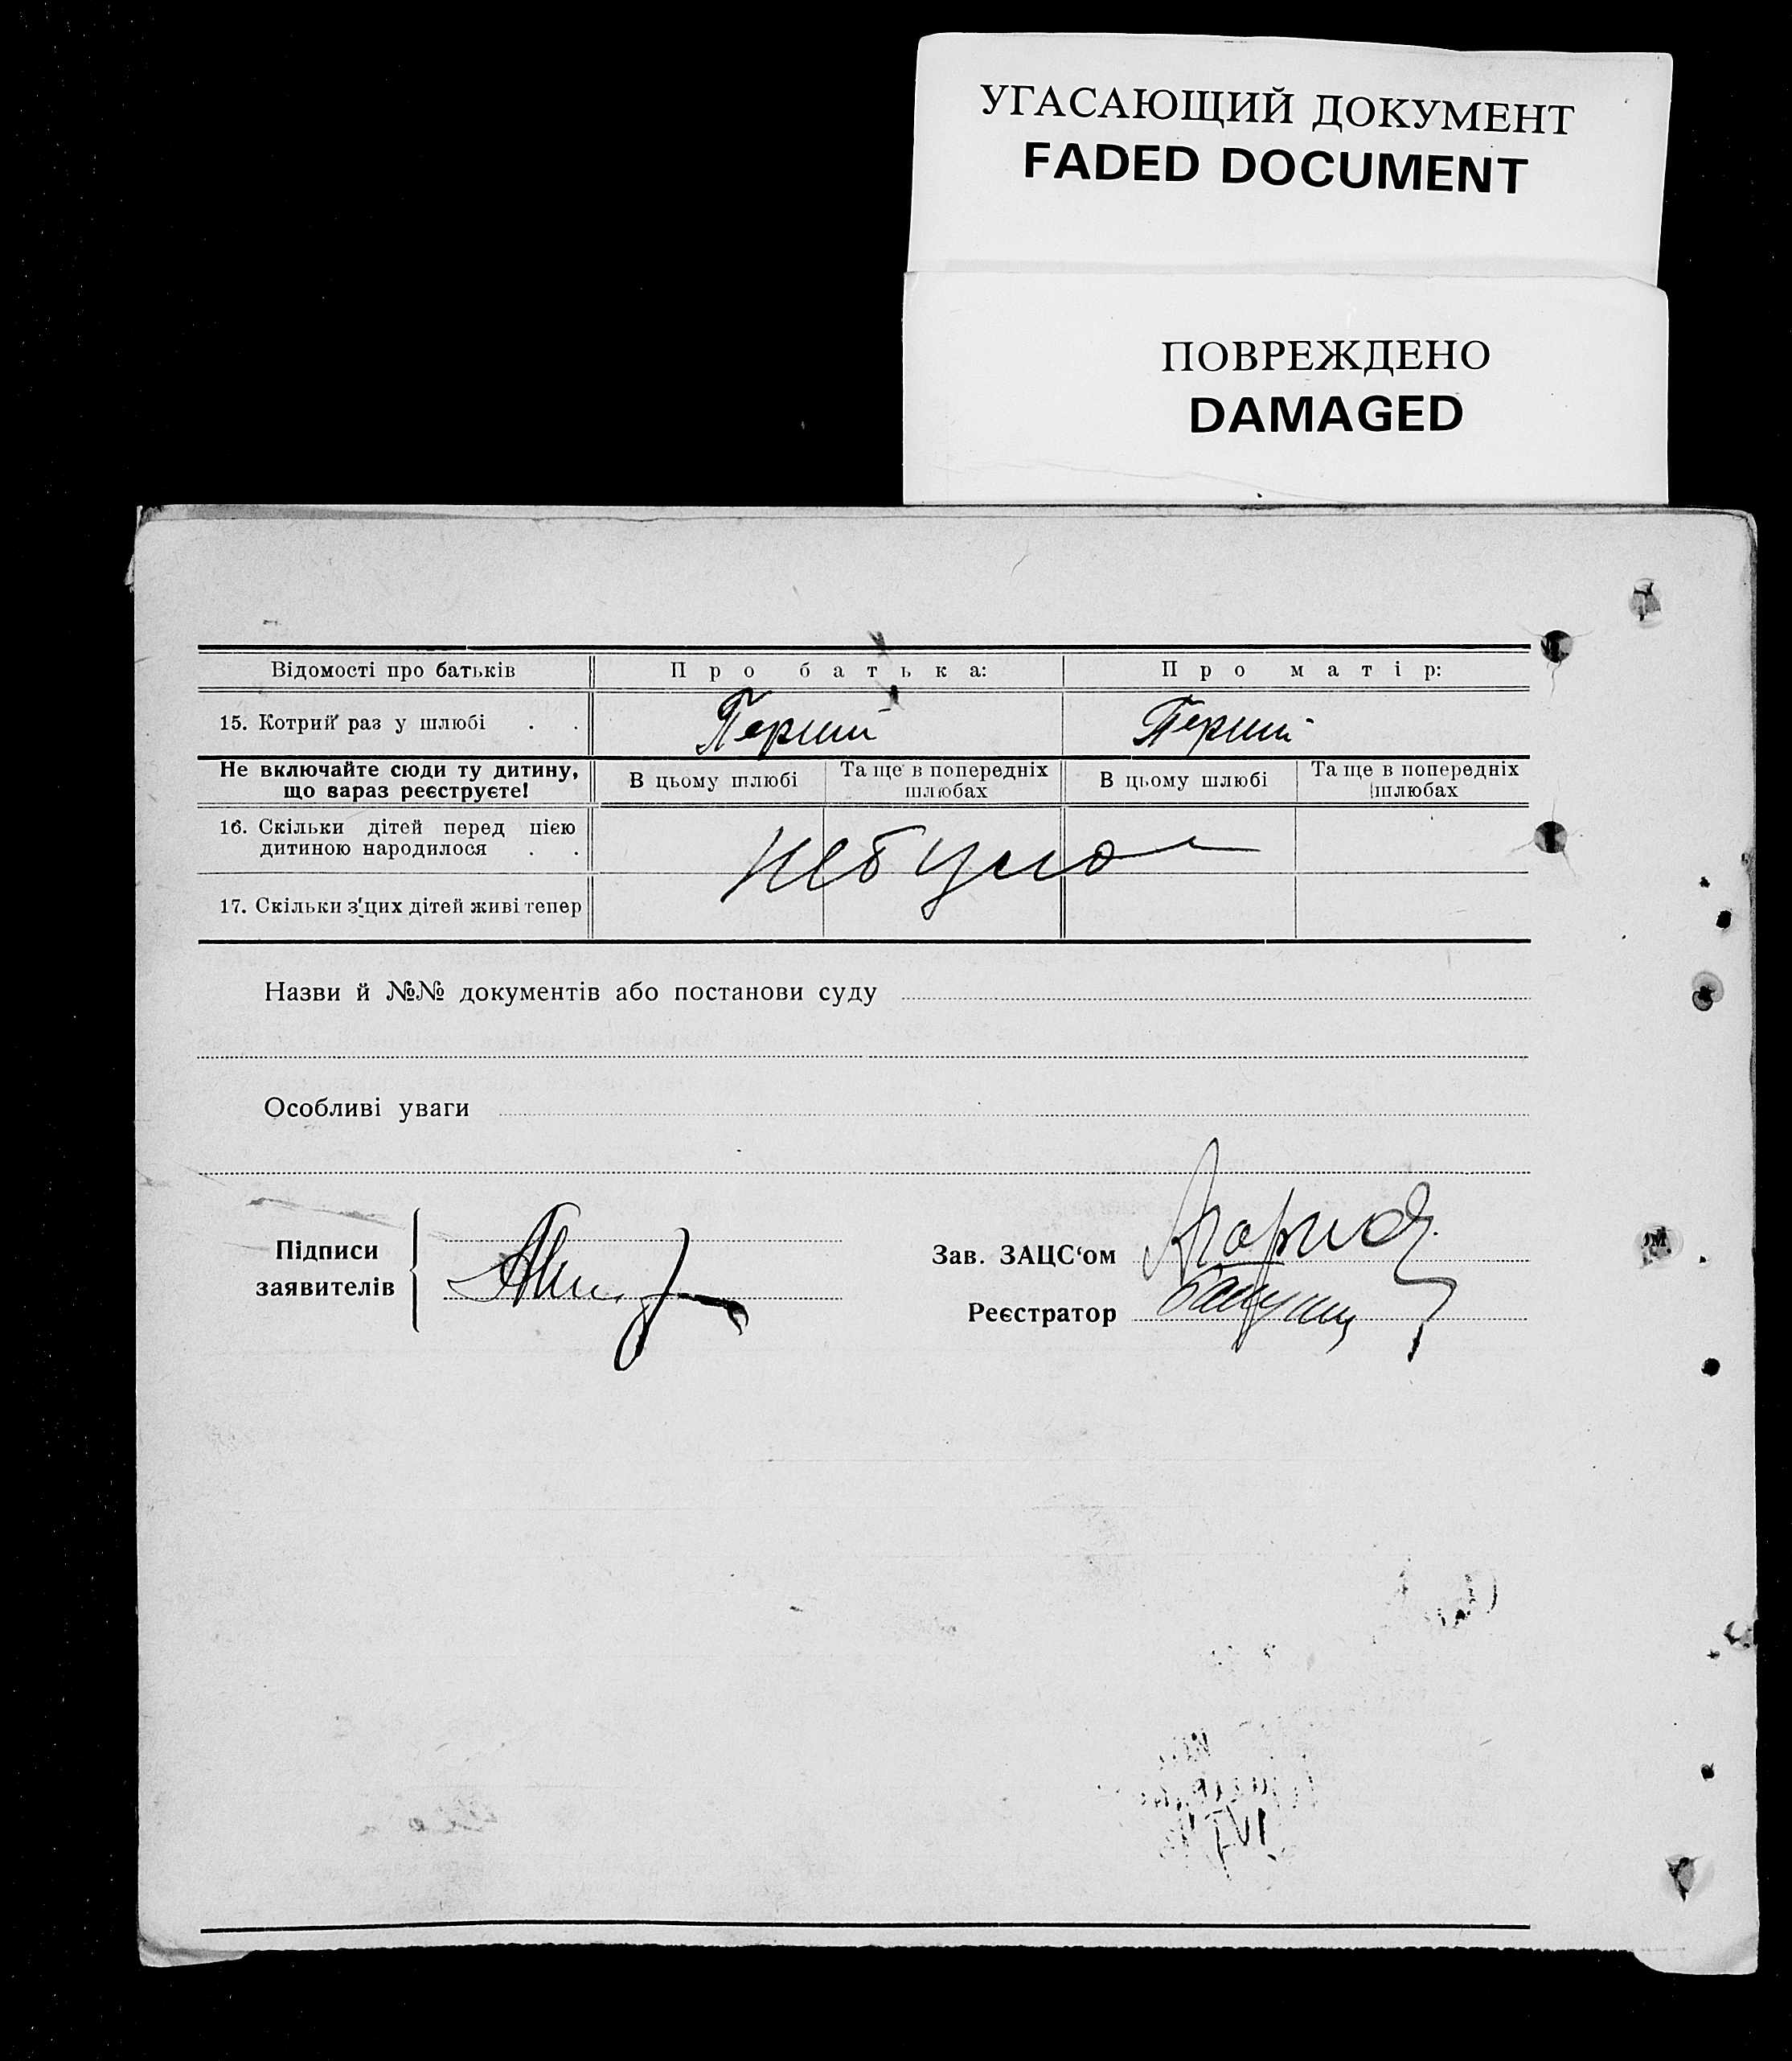 УГАСАЮЩИЙ ДОКУМЕНТ
FADED DOCUMENT
ПОВРЕЖДЕНО
DAMAGED
Відомості про батьків Про батька: Про матір:
15. Котрий раз у шлюбі . . Перший Перший
Не включайте сюди ту дитину, що вараз реєструєте! В цьому шлюбі Та ще в попередніх шлюбах В цьому шлюбі Та ще в попередніх шлюбах
16. Скільки дітей перед цією
дитиною народилося . .
небуло
17. Скільки з'цих дітей живі тепер
Назви й №№ документів або постанови суду
Особливі уваги
Підписи
заявителів
Зав. ЗАЦС‘ом
Реєстратор